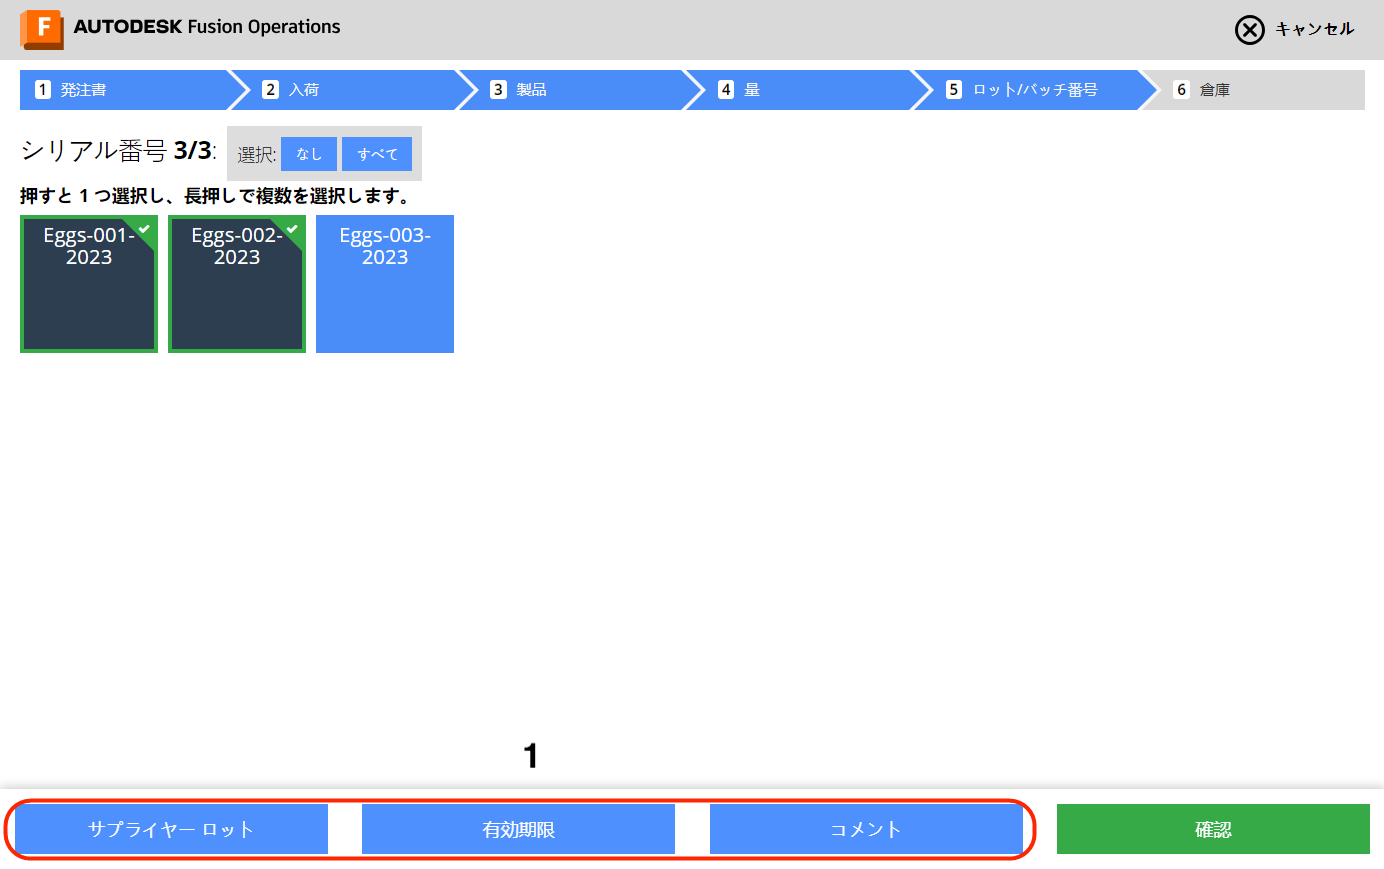 F AUTODESK Fusion Operations
キャンセル
1 発注書
2 入荷
3 製品
4 量
5 ロット/バッチ番号
6 倉庫
シリアル番号 3/3:
選択: なし すべて
押すと 1 つ選択し、長押しで複数を選択します。
Eggs-001-
2023
Eggs-002-
2023
Eggs-003-
2023
1
サプライヤー ロット
有効期限
コメント
確認